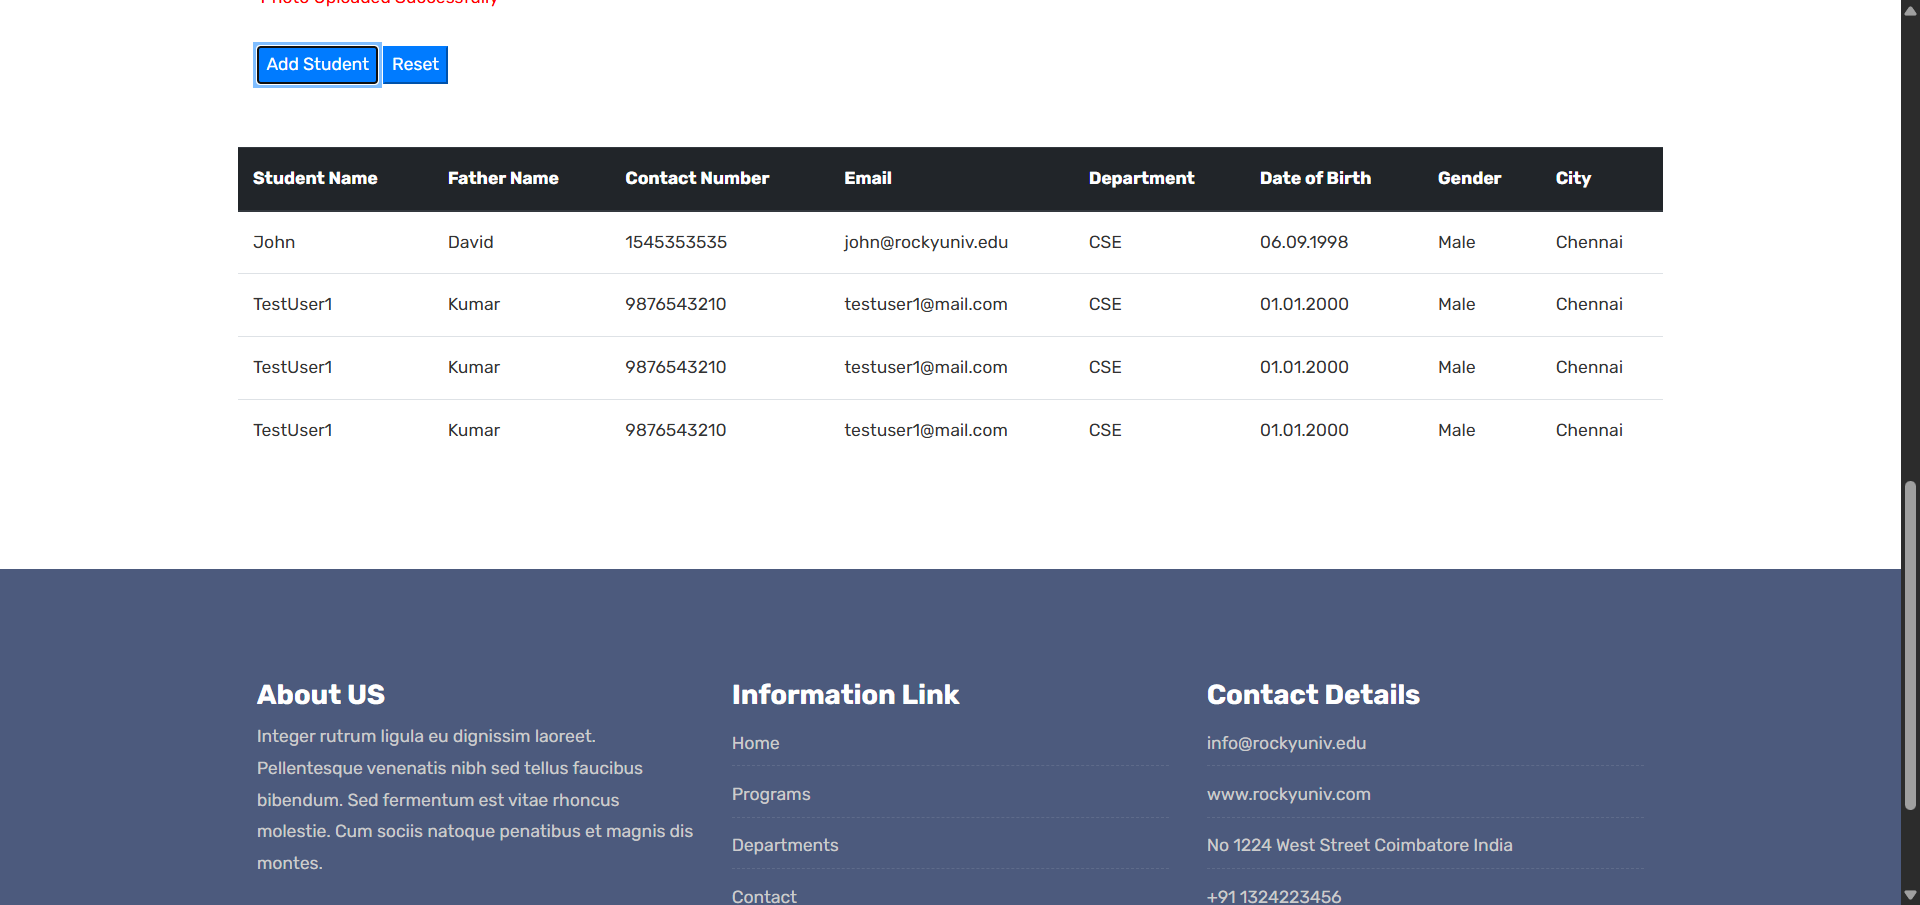 Photo Uploaded Successfully
Add Student Reset
Student Name Father Name Contact Number Email Department Date of Birth Gender City
John David 1545353535 john@rockyuniv.edu CSE 06.09.1998 Male Chennai
TestUser1 Kumar 9876543210 testuser1@mail.com CSE 01.01.2000 Male Chennai
TestUser1 Kumar 9876543210 testuser1@mail.com CSE 01.01.2000 Male Chennai
TestUser1 Kumar 9876543210 testuser1@mail.com CSE 01.01.2000 Male Chennai
About US
Integer rutrum ligula eu dignissim laoreet.
Pellentesque venenatis nibh sed tellus faucibus
bibendum. Sed fermentum est vitae rhoncus
molestie. Cum sociis natoque penatibus et magnis dis
montes.
Information Link
Home
Programs
Departments
Contact
Contact Details
info@rockyuniv.edu
www.rockyuniv.com
No 1224 West Street Coimbatore India
+91 1324223456